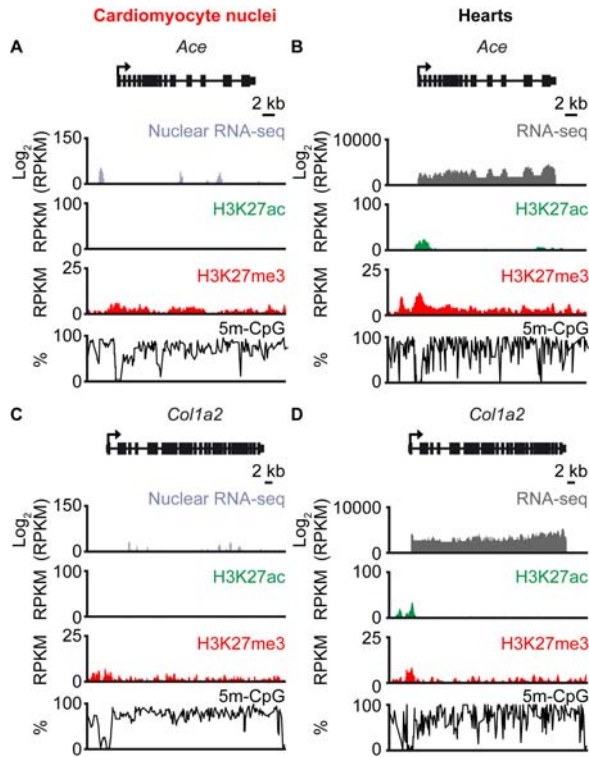 Cardiomyocyte nuclei
Hearts
A
Ace
2 kb
Log2 (RPKM)
150
0
Nuclear RNA-seq
RPKM
100
0
H3K27ac
RPKM
25
0
H3K27me3
%
100
0
5m-CpG
B
Ace
2 kb
Log2 (RPKM)
10000
0
RNA-seq
RPKM
100
0
H3K27ac
RPKM
25
0
H3K27me3
%
100
0
5m-CpG
C
Col1a2
2 kb
Log2 (RPKM)
150
0
Nuclear RNA-seq
RPKM
100
0
H3K27ac
RPKM
25
0
H3K27me3
%
100
0
5m-CpG
D
Col1a2
2 kb
Log2 (RPKM)
10000
0
RNA-seq
RPKM
100
0
H3K27ac
RPKM
25
0
H3K27me3
%
100
0
5m-CpG